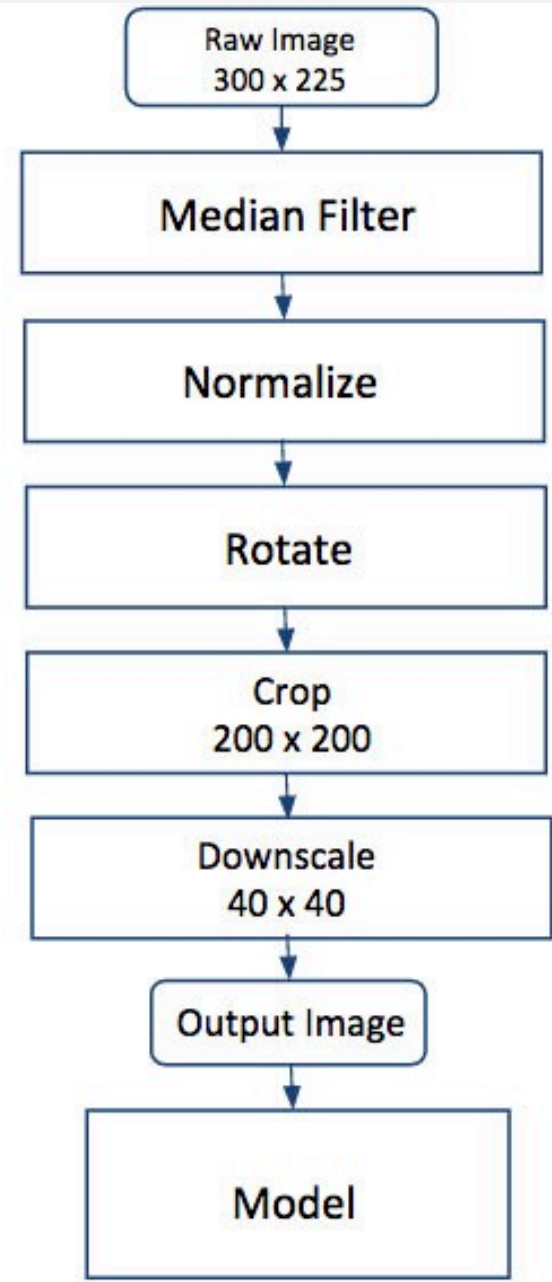 Raw Image
300 x 225
Median Filter
Normalize
Rotate
Crop
200 x 200
Downscale
40 x 40
Output Image
Model